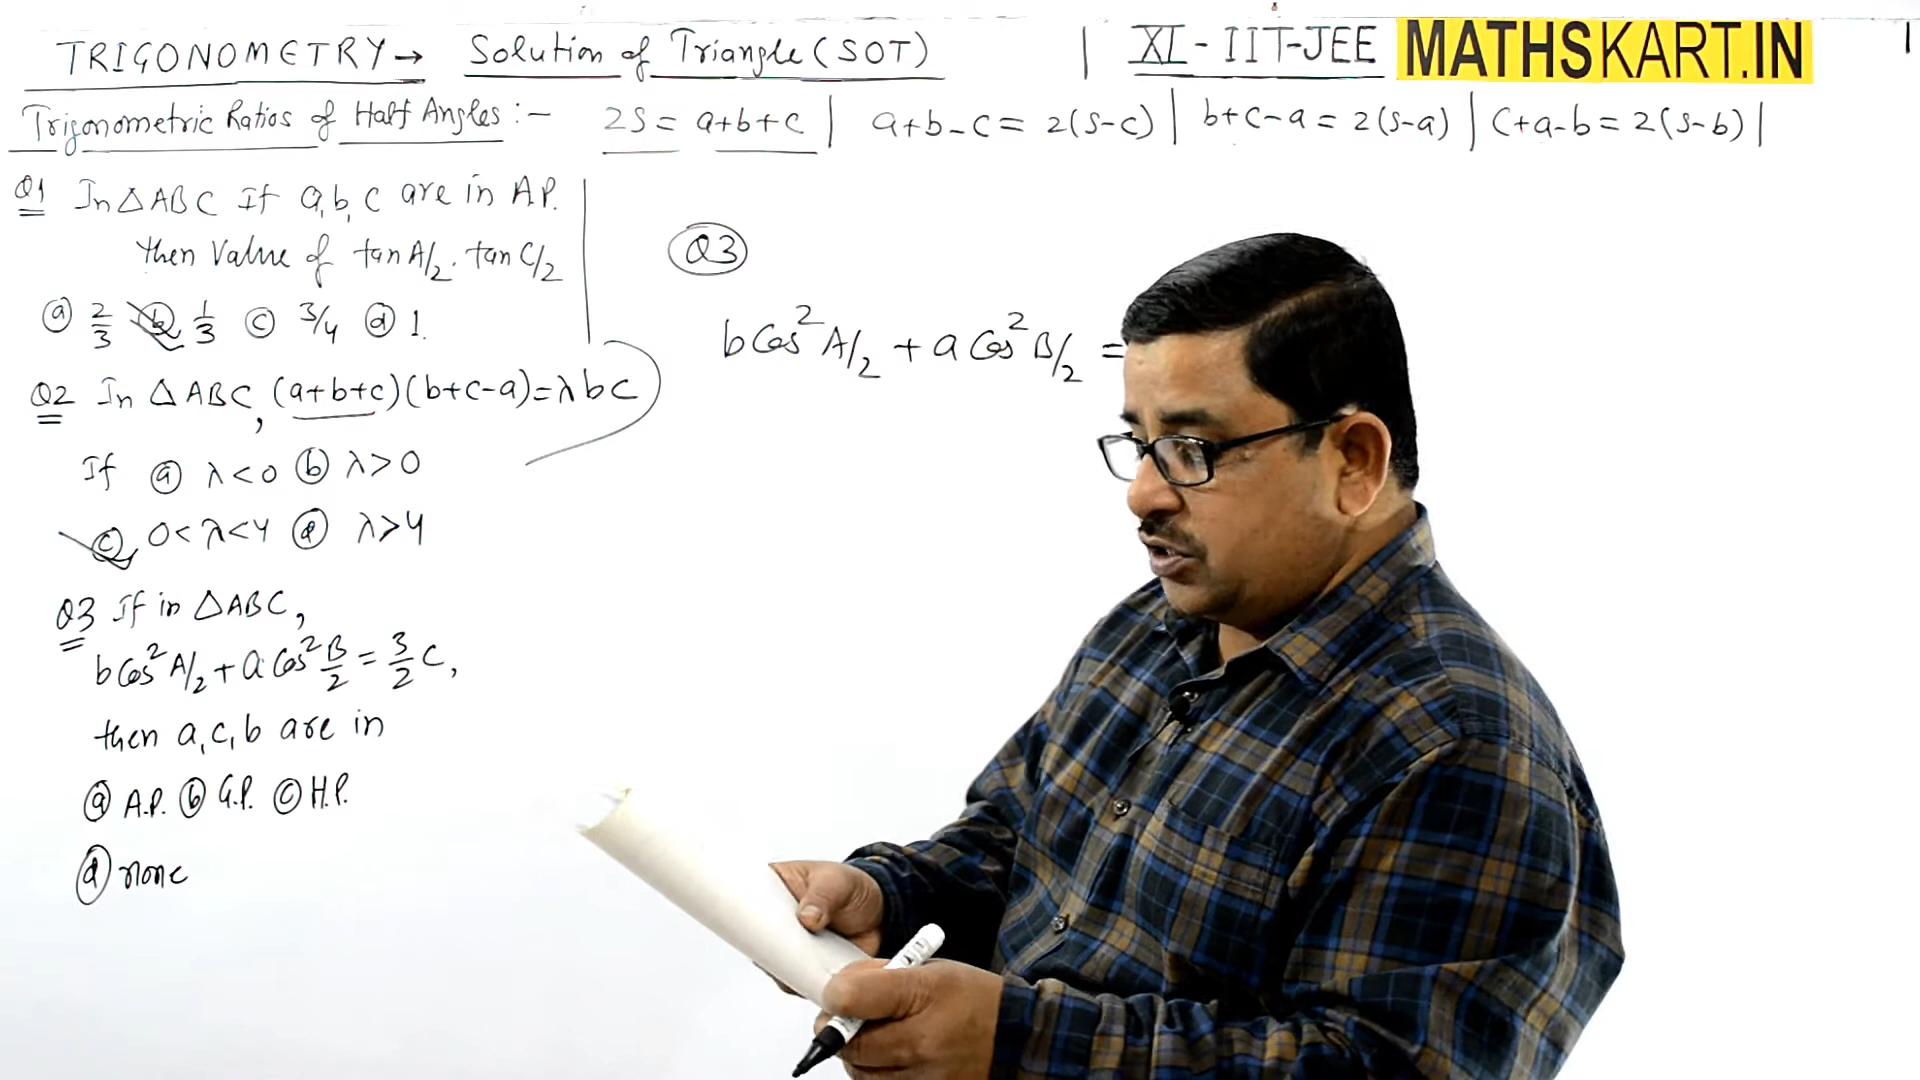 TRIGONOMETRY → Solution of Triangle (SOT) | XI - IIT-JEE MATHSKART.IN
Trigonometric Ratios of Half Angles :- 2S = a+b+c | a+b-c = 2(s-c) | b+c-a = 2(s-a) | c+a-b = 2(s-b) |
Q1 In △ABC If a, b, c are in A.P.
then Value of tan A/2 . tan C/2
ⓐ 2/3 ⓑ 1/3 ⓒ 3/4 ⓓ 1.
Q2 In △ABC, (a+b+c)(b+c-a) = λbc
If ⓐ λ<0 ⓑ λ>0
ⓒ 0<λ<4 ⓓ λ>4
Q3 If in △ABC,
b Cos² A/2 + a Cos² B/2 = 3/2 c,
then a, c, b are in
ⓐ A.P. ⓑ G.P. ⓒ H.P.
ⓓ none
Q3
b Cos² A/2 + a Cos² B/2 =